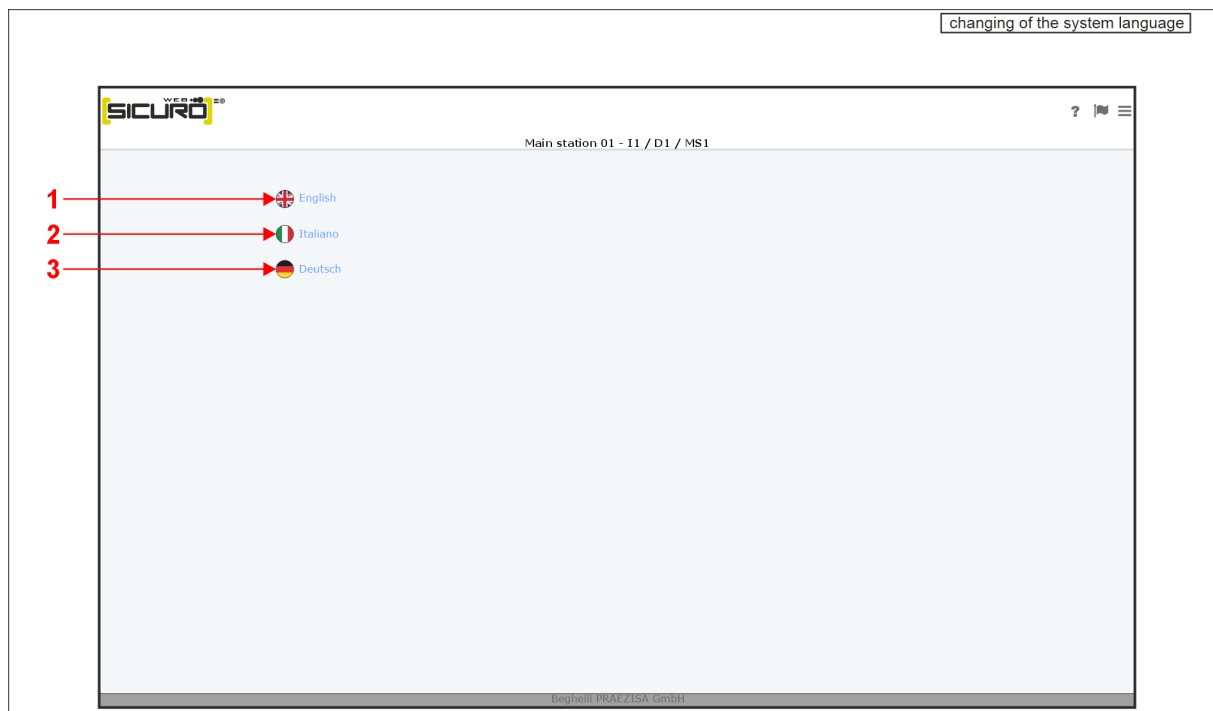 changing of the system language
WEB
SICURÖ
?
Main station 01 - I1 / D1 / MS1
1 English
2 Italiano
3 Deutsch
Beghelli PRAEZISA GmbH